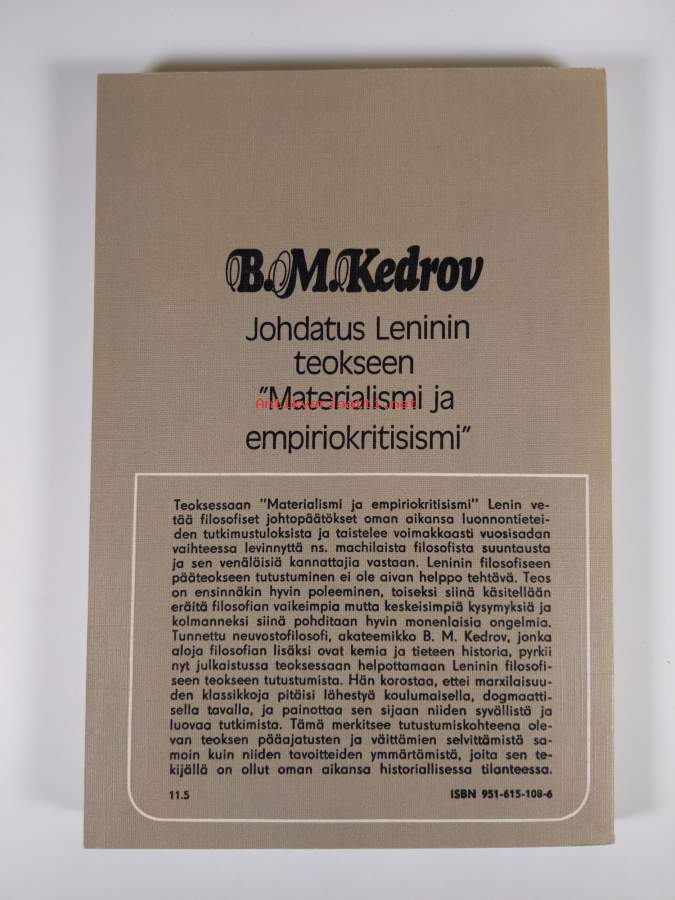 B.M.Kedrov
Johdatus Leninin
teokseen
"Materialismi ja
Antikvariaatti.net
empiriokritisismi"
Teoksessaan "Materialismi ja empiriokritisismi" Lenin ve-
tää filosofiset johtopäätökset oman aikansa luonnontietei-
den tutkimustuloksista ja taistelee voimakkaasti vuosisadan
vaihteessa levinnyttä ns. machilaista filosofista suuntausta
ja sen venäläisiä kannattajia vastaan. Leninin filosofiseen
pääteokseen tutustuminen ei ole aivan helppo tehtävä. Teos
on ensinnäkin hyvin poleeminen, toiseksi siinä käsitellään
eräitä filosofian vaikeimpia mutta keskeisimpiä kysymyksiä ja
kolmanneksi siinä pohditaan hyvin monenlaisia ongelmia.
Tunnettu neuvostofilosofi, akateemikko B. M. Kedrov, jonka
aloja filosofian lisäksi ovat kemia ja tieteen historia, pyrkii
nyt julkaistussa teoksessaan helpottamaan Leninin filosofi-
seen teokseen tutustumista. Hän korostaa, ettei marxilaisuu-
den klassikkoja pitäisi lähestyä koulumaisella, dogmaatti-
sella tavalla, ja painottaa sen sijaan niiden syvällistä ja
luovaa tutkimista. Tämä merkitsee tutustumiskohteena ole-
van teoksen pääajatusten ja väittämien selvittämistä sa-
moin kuin niiden tavoitteiden ymmärtämistä, joita sen te-
kijällä on ollut oman aikansa historiallisessa tilanteessa.
11.5
ISBN 951-615-108-6